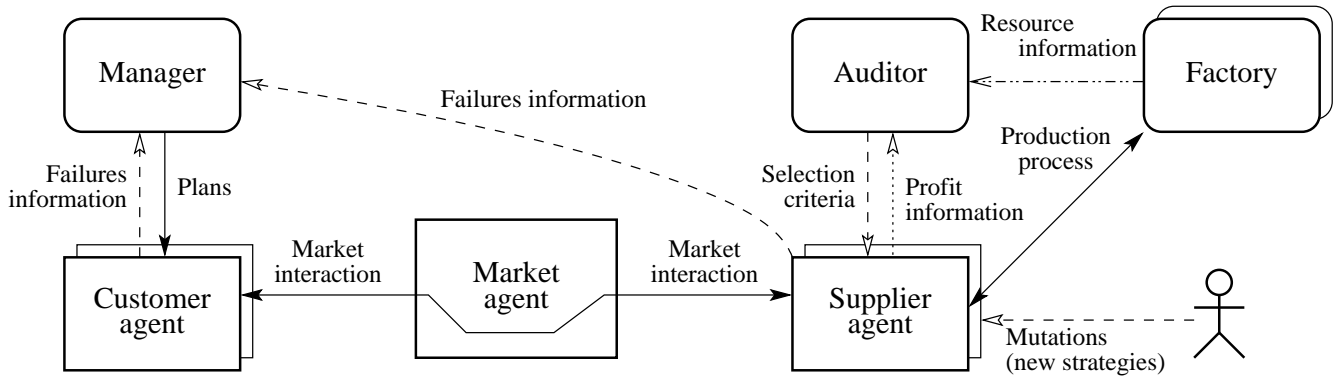 Manager
Failures information
Auditor
Resource
information
Factory
Failures
information
Plans
Selection
criteria
Profit
information
Production
process
Customer
agent
Market
interaction
Market
agent
Market
interaction
Supplier
agent
Mutations
(new strategies)